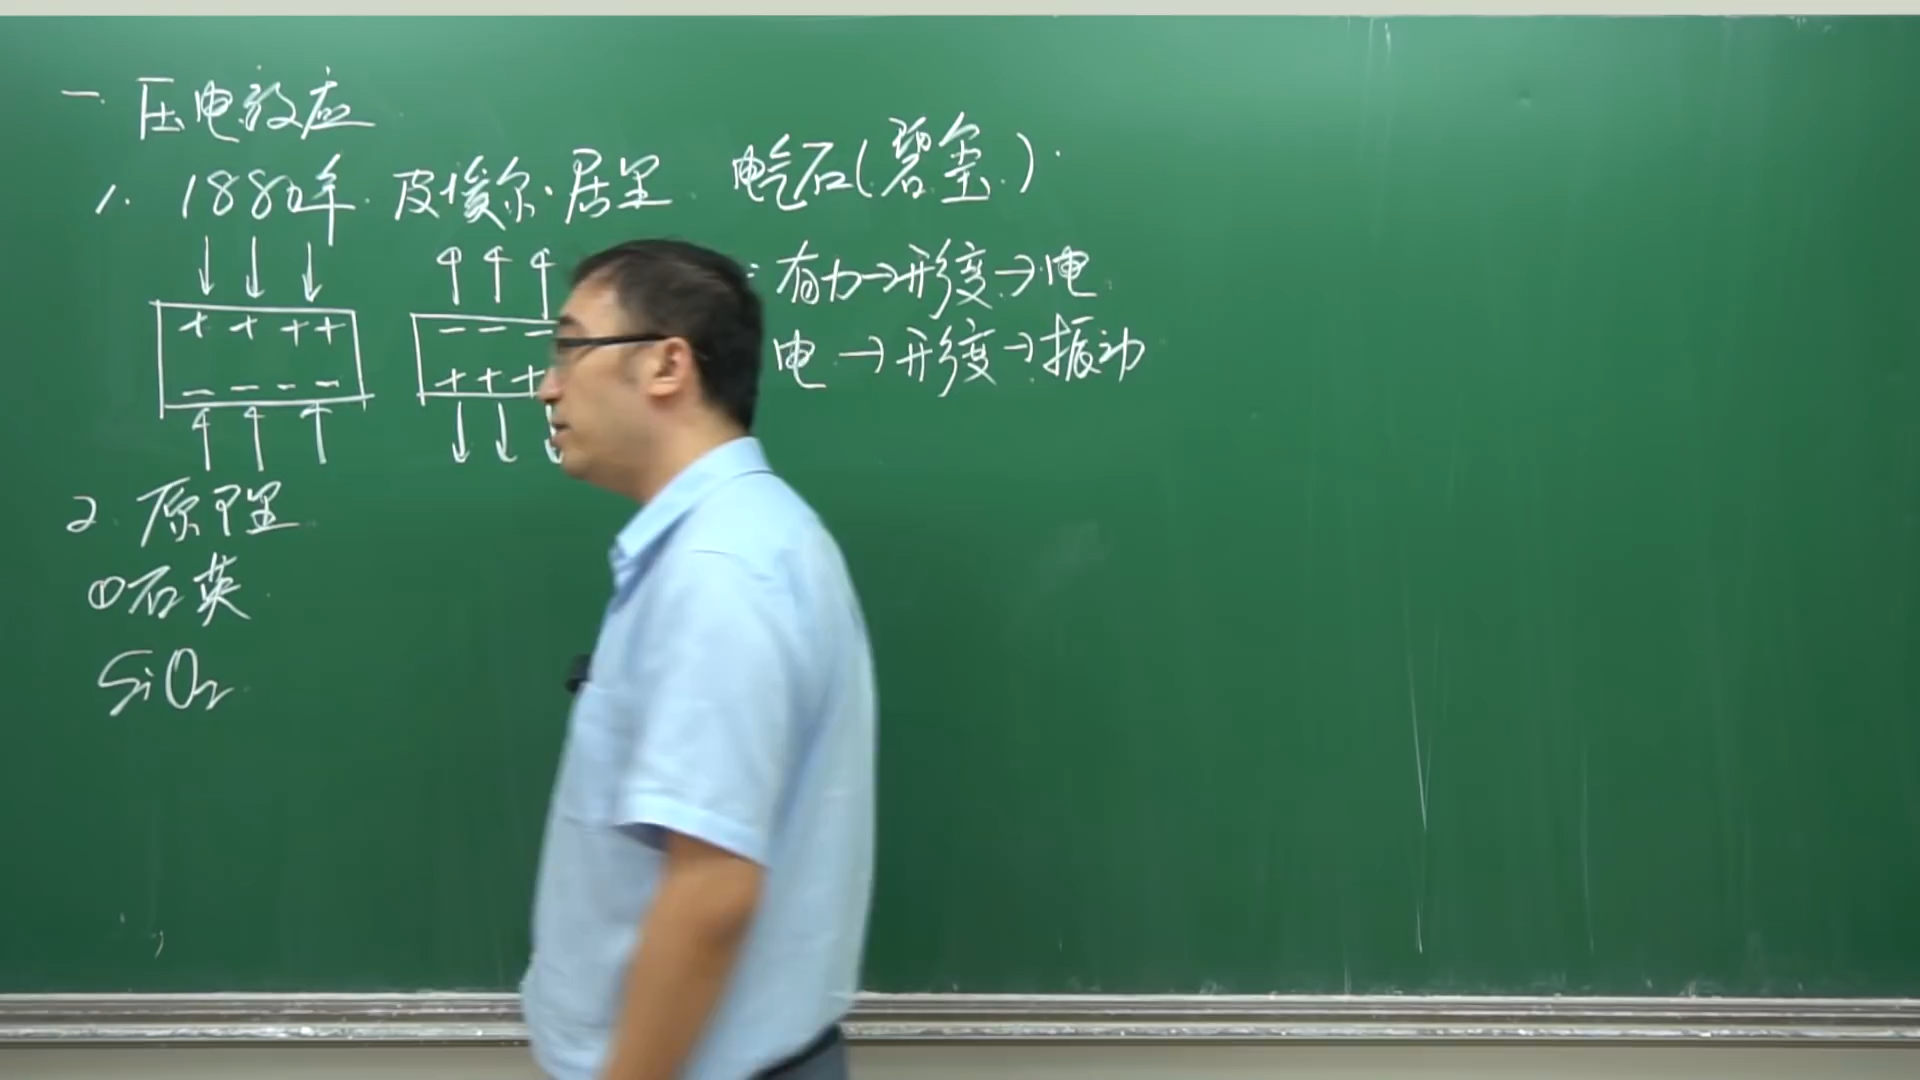 一. 压电效应
1. 1880年. 皮埃尔·居里 电气石(碧玺).
有力→形变→电
电→形变→振动
+ + + +
- - - -
- - -
+ + +
2. 原理
①石英
SiO₂